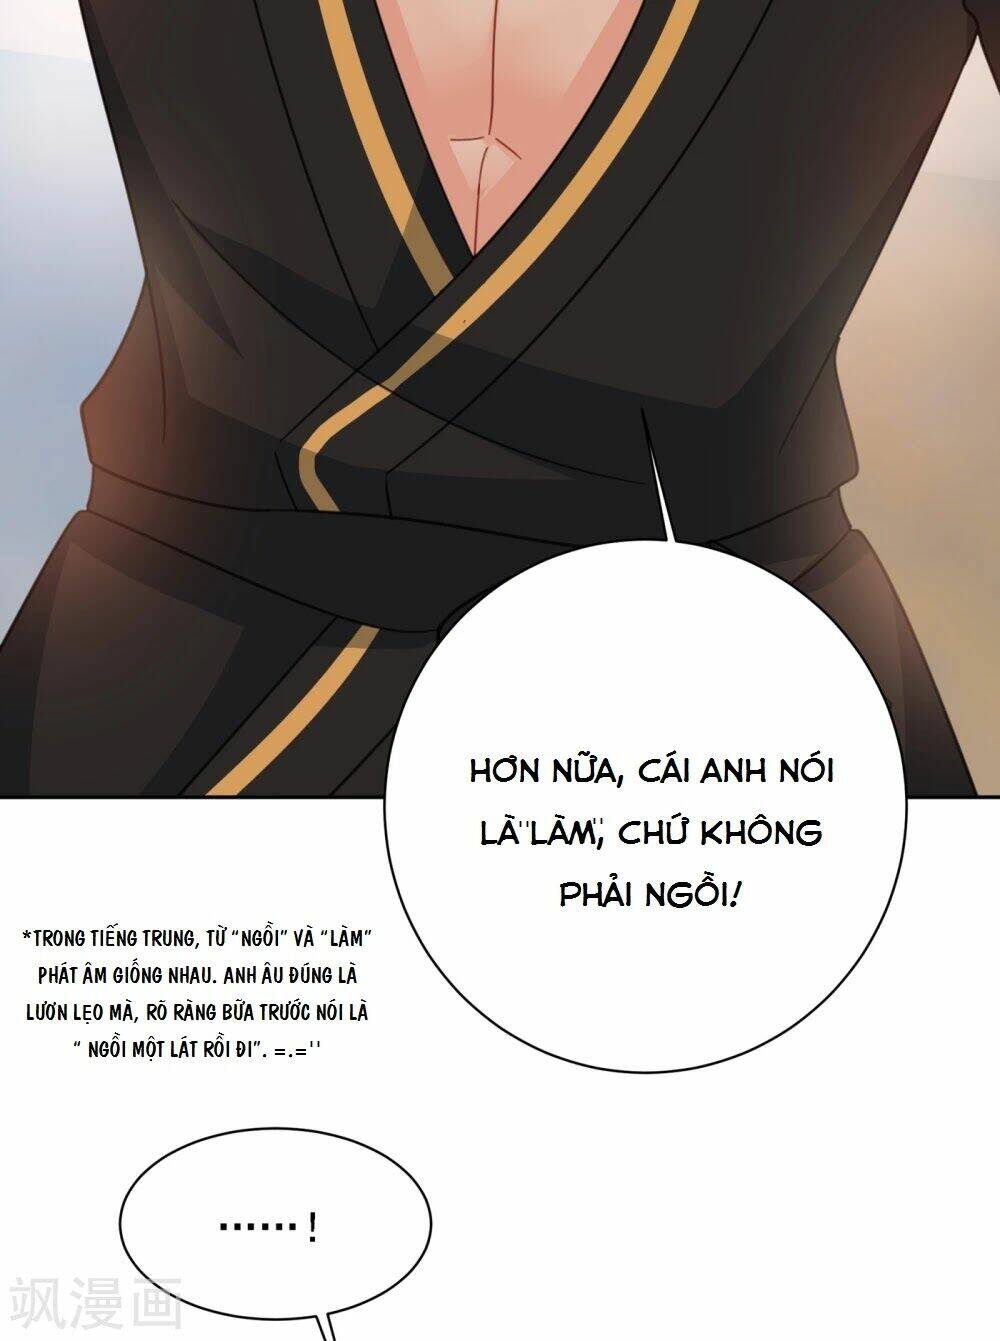 HƠN NỮA, CÁI ANH NÓI
LÀ "LÀM", CHỨ KHÔNG
PHẢI NGỒI!
*TRONG TIẾNG TRUNG, TỪ "NGỒI" VÀ "LÀM"
PHÁT ÂM GIỐNG NHAU. ANH ÂU ĐÚNG LÀ
LƯƠN LẸO MÀ, RÕ RÀNG BỮA TRƯỚC NÓI LÀ
" NGỒI MỘT LÁT RỒI ĐI". =.=''
......!
飒漫画